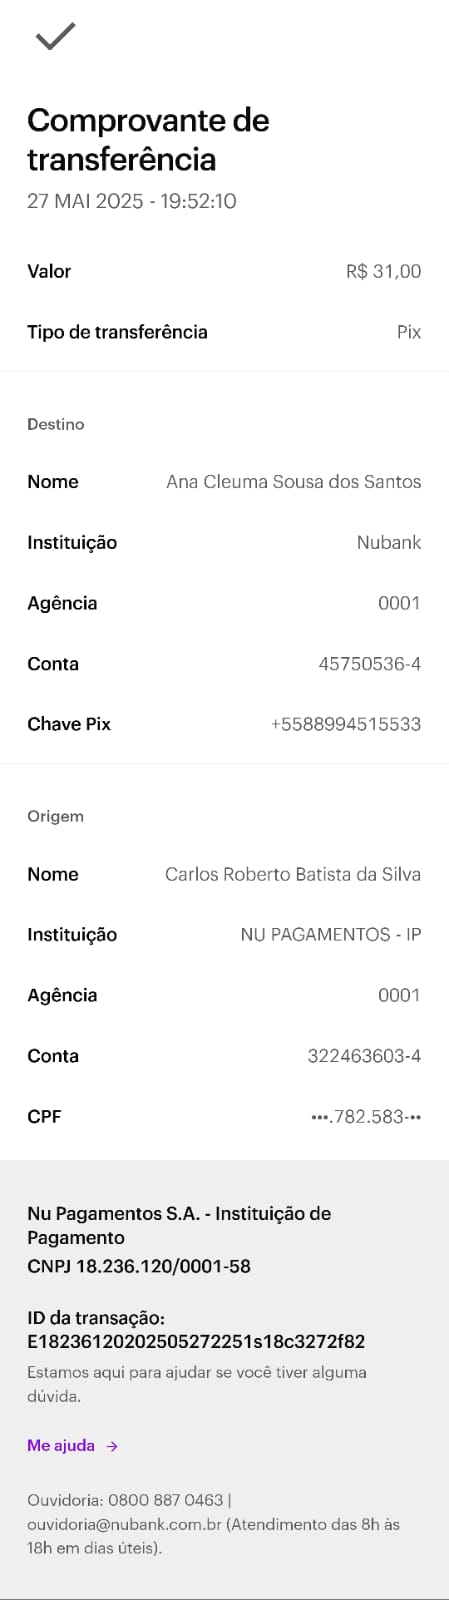 Comprovante de
transferência
27 MAI 2025 - 19:52:10
Valor R$ 31,00
Tipo de transferência Pix
Destino
Nome Ana Cleuma Sousa dos Santos
Instituição Nubank
Agência 0001
Conta 45750536-4
Chave Pix +5588994515533
Origem
Nome Carlos Roberto Batista da Silva
Instituição NU PAGAMENTOS - IP
Agência 0001
Conta 322463603-4
CPF •••.782.583-••
Nu Pagamentos S.A. - Instituição de
Pagamento
CNPJ 18.236.120/0001-58
ID da transação:
E18236120202505272251s18c3272f82
Estamos aqui para ajudar se você tiver alguma
dúvida.
Me ajuda →
Ouvidoria: 0800 887 0463 |
ouvidoria@nubank.com.br (Atendimento das 8h às
18h em dias úteis).